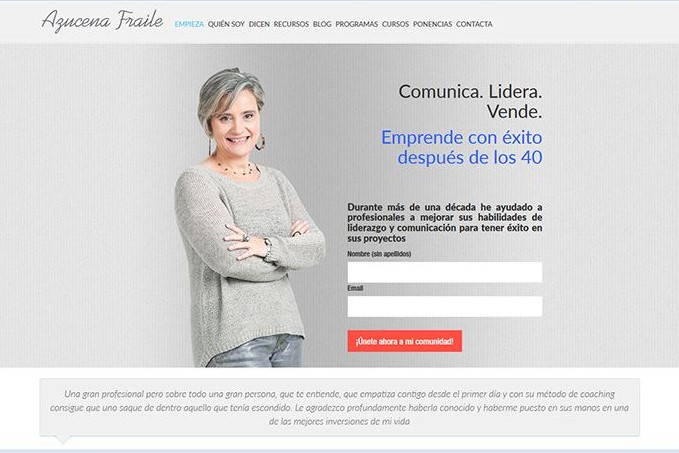 Azucena Fraile
EMPIEZA QUIÉN SOY DICEN RECURSOS BLOG PROGRAMAS CURSOS PONENCIAS CONTACTA
Comunica. Lidera.
Vende.
Emprende con éxito
después de los 40
Durante más de una década he ayudado a
profesionales a mejorar sus habilidades de
liderazgo y comunicación para tener éxito en
sus proyectos
Nombre (sin apellidos)
Email
¡Únete ahora a mi comunidad!
Una gran profesional pero sobre todo una gran persona, que te entiende, que empatiza contigo desde el primer día y con su método de coaching
consigue que uno saque de dentro aquello que tenía escondido. Le agradezco profundamente haberla conocido y haberme puesto en sus manos en una
de las mejores inversiones de mi vida